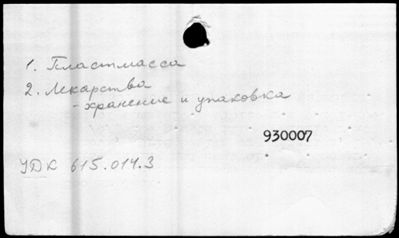 1. Пластмасса
2. Лекарства
- хранение и упаковка
930007
УДК 615.014.3